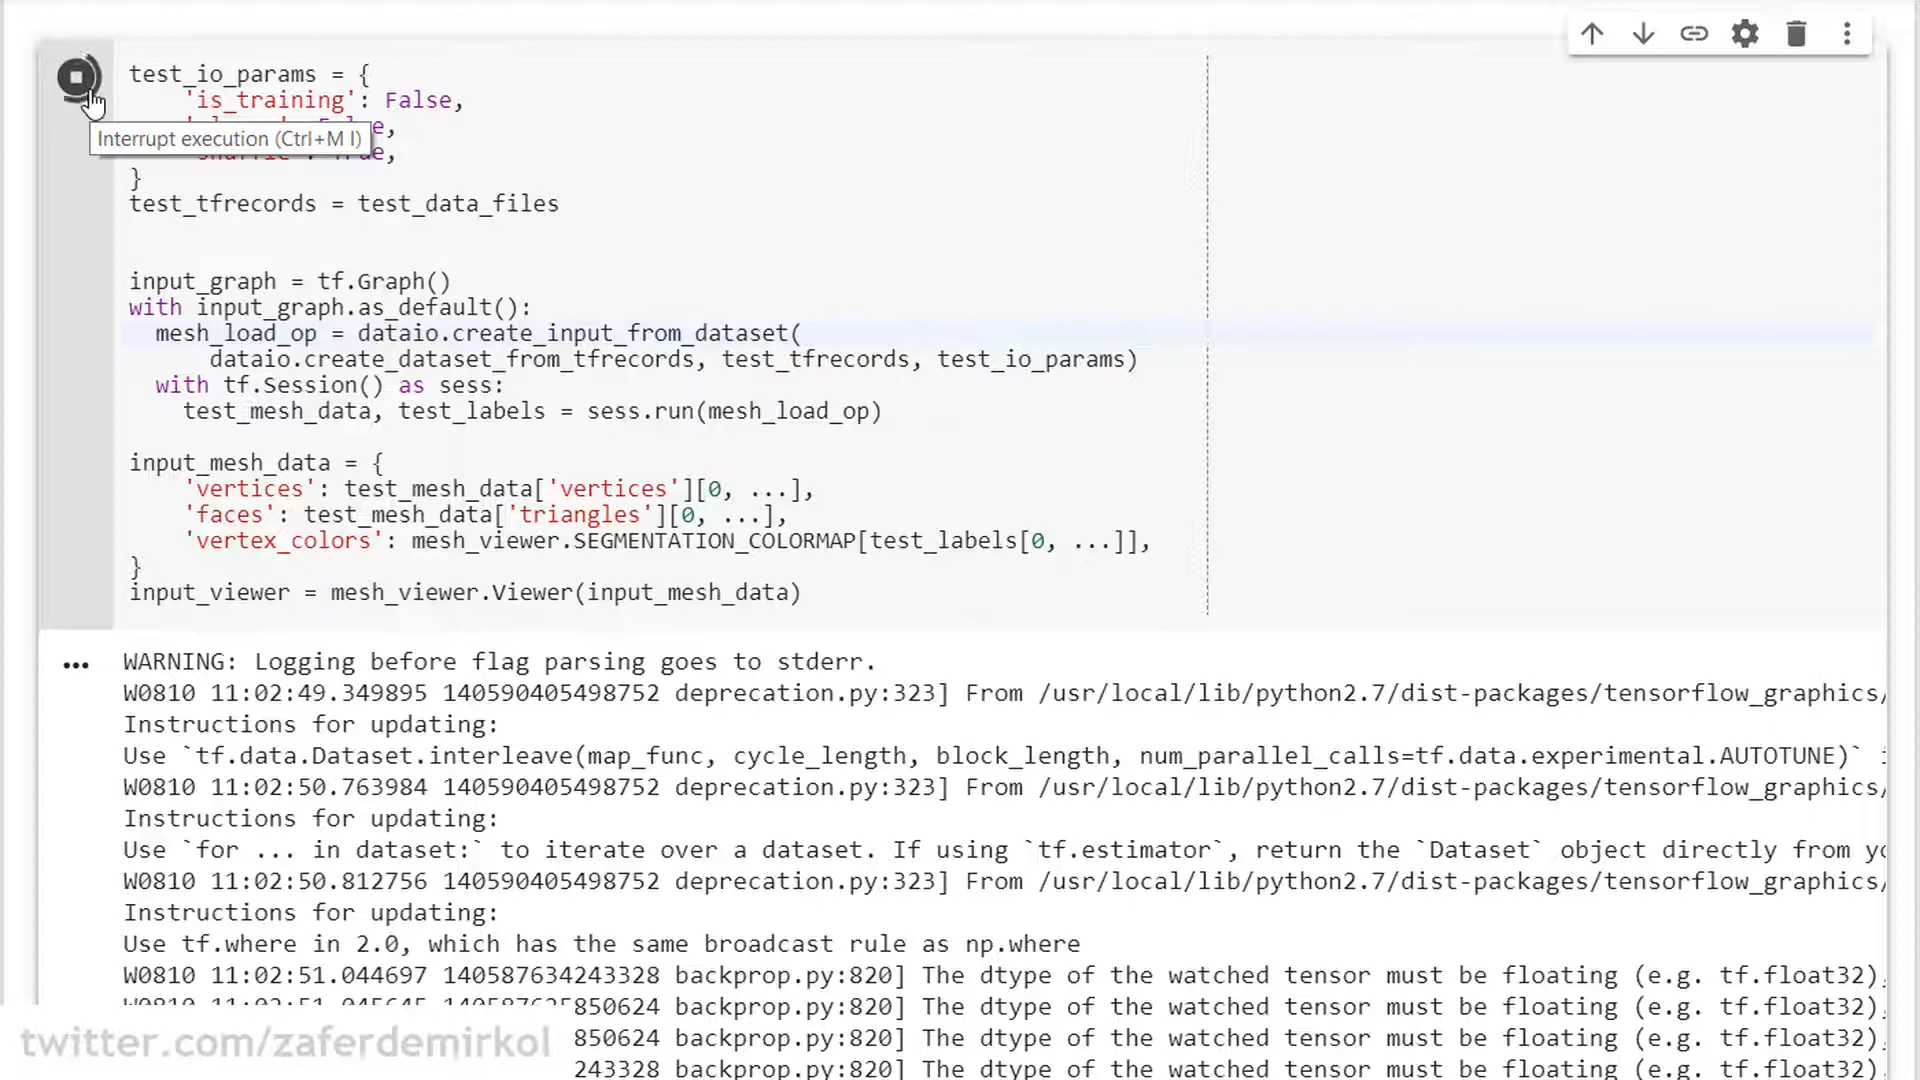 test_io_params = {
'is_training': False,
e,
Interrupt execution (Ctrl+M I)
e,
}
test_tfrecords = test_data_files
input_graph = tf.Graph()
with input_graph.as_default():
mesh_load_op = dataio.create_input_from_dataset(
dataio.create_dataset_from_tfrecords, test_tfrecords, test_io_params)
with tf.Session() as sess:
test_mesh_data, test_labels = sess.run(mesh_load_op)
input_mesh_data = {
'vertices': test_mesh_data['vertices'][0, ...],
'faces': test_mesh_data['triangles'][0, ...],
'vertex_colors': mesh_viewer.SEGMENTATION_COLORMAP[test_labels[0, ...]],
}
input_viewer = mesh_viewer.Viewer(input_mesh_data)
WARNING: Logging before flag parsing goes to stderr.
W0810 11:02:49.349895 140590405498752 deprecation.py:323] From /usr/local/lib/python2.7/dist-packages/tensorflow_graphics/
Instructions for updating:
Use `tf.data.Dataset.interleave(map_func, cycle_length, block_length, num_parallel_calls=tf.data.experimental.AUTOTUNE)` i
W0810 11:02:50.763984 140590405498752 deprecation.py:323] From /usr/local/lib/python2.7/dist-packages/tensorflow_graphics/
Instructions for updating:
Use `for ... in dataset:` to iterate over a dataset. If using `tf.estimator`, return the `Dataset` object directly from yo
W0810 11:02:50.812756 140590405498752 deprecation.py:323] From /usr/local/lib/python2.7/dist-packages/tensorflow_graphics/
Instructions for updating:
Use tf.where in 2.0, which has the same broadcast rule as np.where
W0810 11:02:51.044697 140587634243328 backprop.py:820] The dtype of the watched tensor must be floating (e.g. tf.float32),
850624 backprop.py:820] The dtype of the watched tensor must be floating (e.g. tf.float32),
twitter.com/zaferdemirkol 850624 backprop.py:820] The dtype of the watched tensor must be floating (e.g. tf.float32),
243328 backprop.py:820] The dtype of the watched tensor must be floating (e.g. tf.float32),